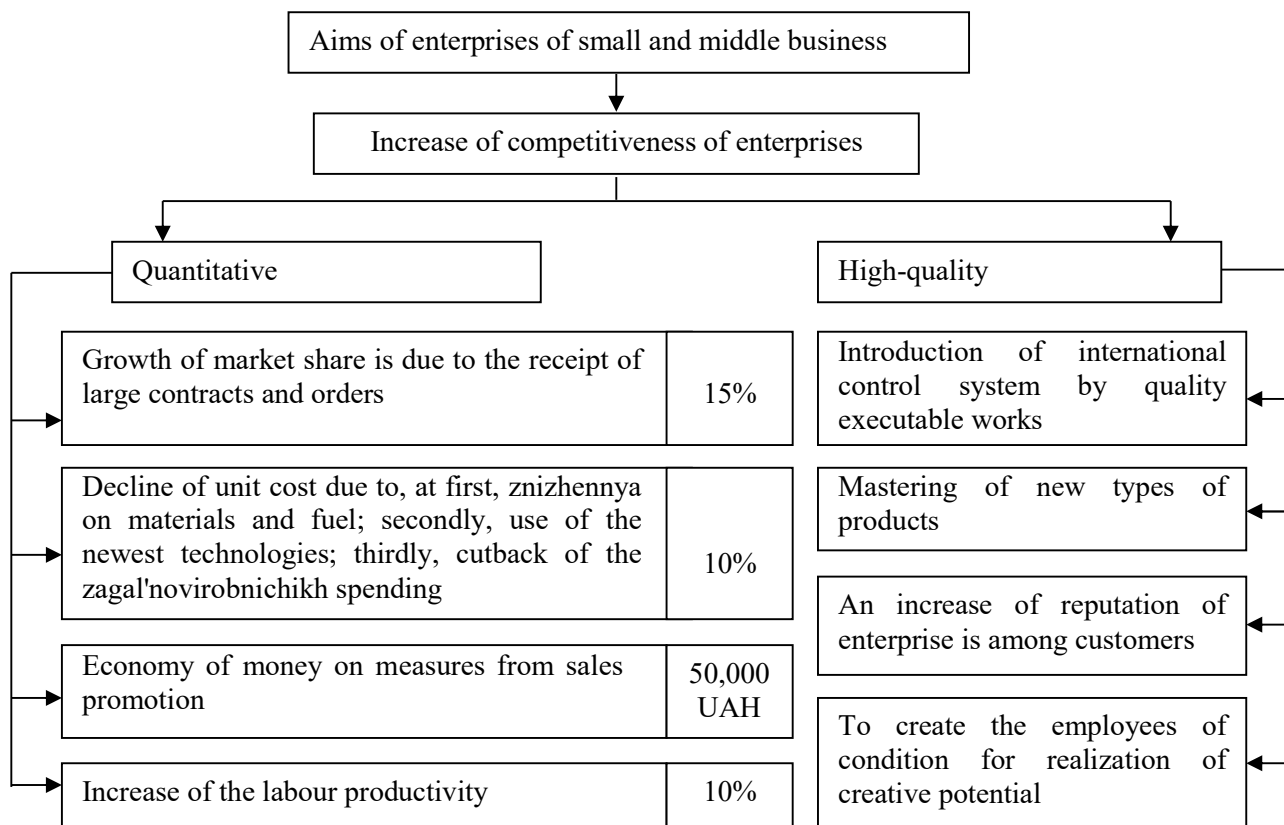 Aims of enterprises of small and middle business
Increase of competitiveness of enterprises
Quantitative
Growth of market share is due to the receipt of
large contracts and orders
15%
Decline of unit cost due to, at first, znizhennya
on materials and fuel; secondly, use of the
newest technologies; thirdly, cutback of the
zagal'novirobnichikh spending
10%
Economy of money on measures from sales
promotion
50,000
UAH
Increase of the labour productivity
10%
High-quality
Introduction of international
control system by quality
executable works
Mastering of new types of
products
An increase of reputation of
enterprise is among customers
To create the employees of
condition for realization of
creative potential